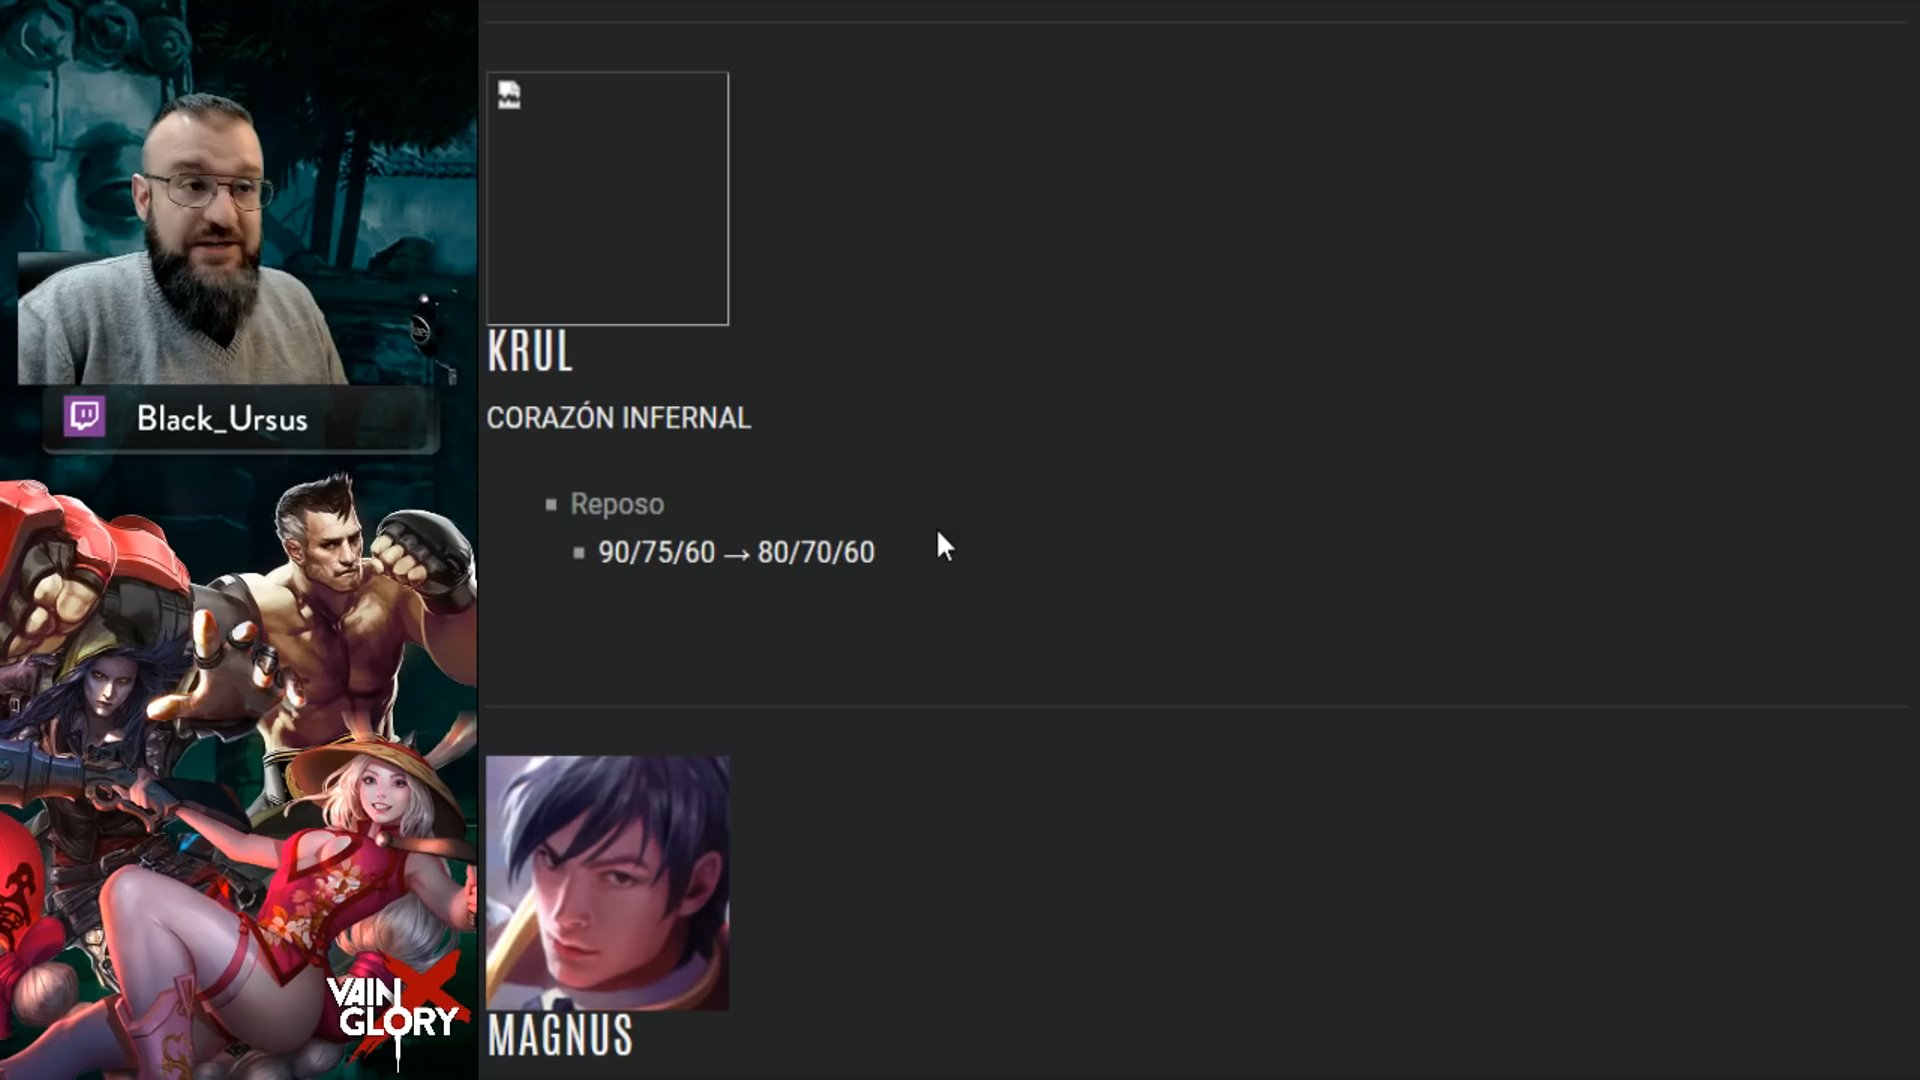 Black_Ursus
VAIN
GLORY
KRUL
CORAZÓN INFERNAL
Reposo
90/75/60 → 80/70/60
MAGNUS